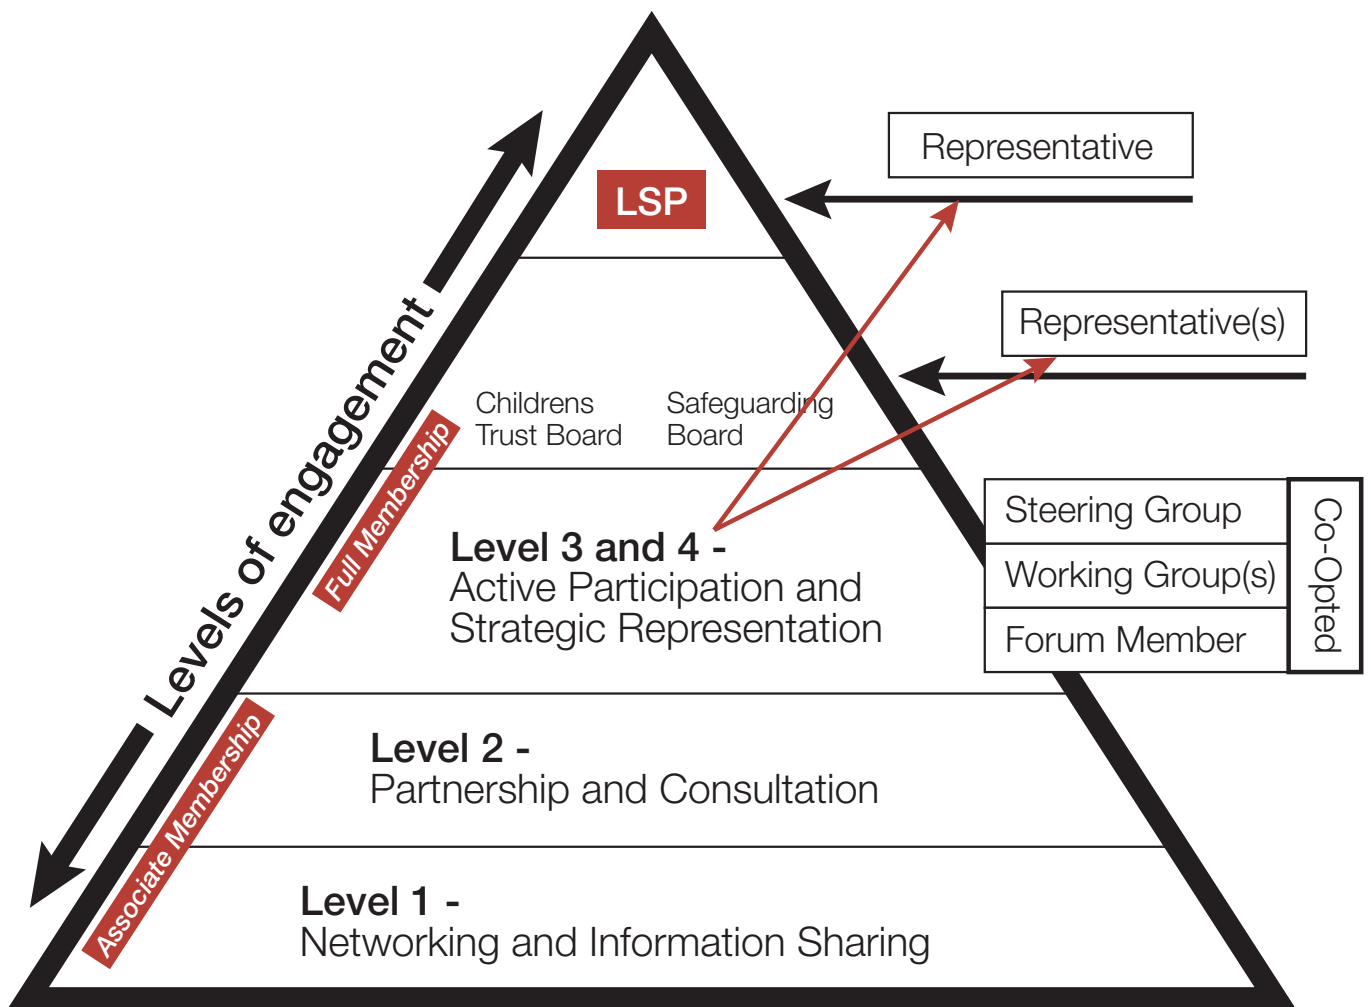 Representative
LSP
Levels of engagement
Representative(s)
Childrens
Trust Board
Safeguarding
Board
Full Membership
Steering Group
Working Group(s)
Forum Member
Co-Opted
Level 3 and 4 -
Active Participation and
Strategic Representation
Associate Membership
Level 2 -
Partnership and Consultation
Level 1 -
Networking and Information Sharing